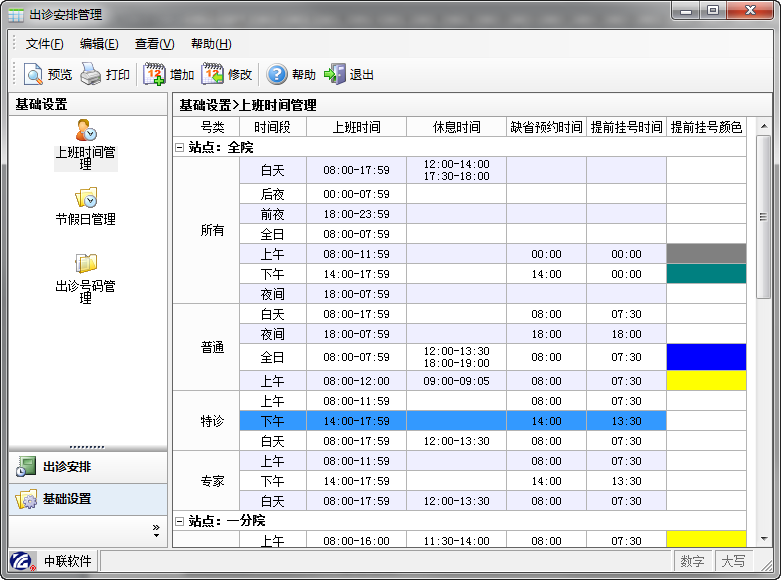 出诊安排管理
文件(F) 编辑(E) 查看(V) 帮助(H)
预览 打印 增加 修改 帮助 退出
基础设置
上班时间管
理
节假日管理
出诊号码管
理
出诊安排
基础设置
基础设置>上班时间管理
号类 时间段 上班时间 休息时间 缺省预约时间 提前挂号时间 提前挂号颜色
站点：全院
所有
白天 08:00-17:59 12:00-14:00
17:30-18:00
后夜 00:00-07:59
前夜 18:00-23:59
全日 08:00-07:59
上午 08:00-11:59 00:00 00:00
下午 14:00-17:59 14:00 00:00
夜间 18:00-07:59
普通
白天 08:00-17:59 08:00 07:30
夜间 18:00-07:59 18:00 18:00
全日 08:00-07:59 12:00-13:30 08:00 07:30
18:00-19:00
上午 08:00-12:00 09:00-09:05 08:00 07:30
特诊
上午 08:00-11:59 08:00 07:30
下午 14:00-17:59 14:00 13:30
白天 08:00-17:59 12:00-13:30 08:00 07:30
专家
上午 08:00-11:59 08:00 07:30
下午 14:00-17:59 14:00 13:30
白天 08:00-17:59 12:00-13:30 08:00 07:30
站点：一分院
上午 08:00-16:00 11:30-14:00 08:00 07:30
中联软件 数字 大写